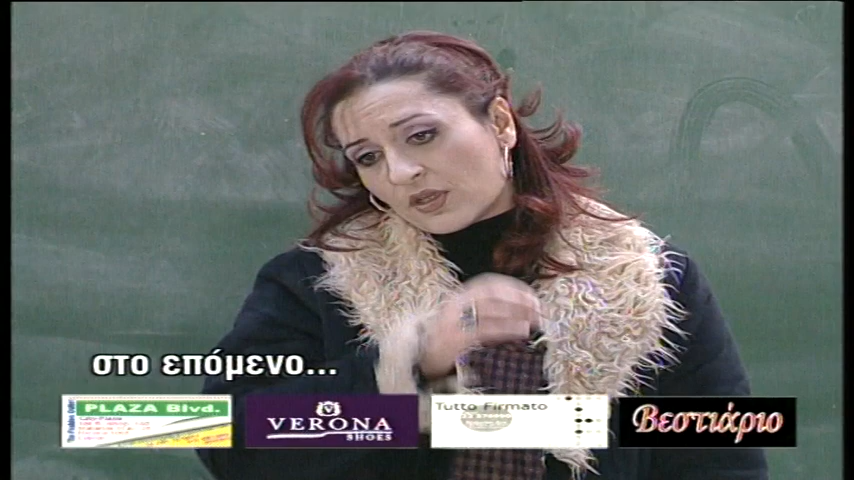 στο επόμενο...
PLAZA Blvd.
VERONA
SHOES
Tutto Firmato
Βεστιάριο